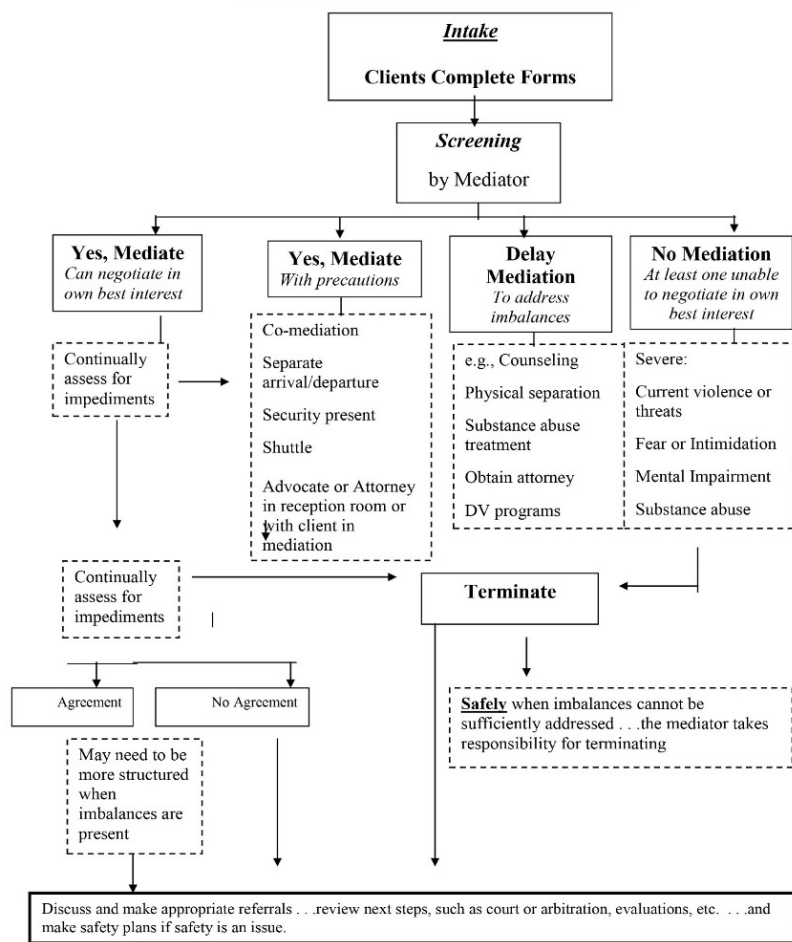 Intake
Clients Complete Forms
Screening
by Mediator
Yes, Mediate
Can negotiate in
own best interest
Yes, Mediate
With precautions
Delay
Mediation
To address
imbalances
No Mediation
At least one unable
to negotiate in own
best interest
Continually
assess for
impediments
Co-mediation
Separate
arrival/departure
Security present
Shuttle
Advocate or Attorney
in reception room or
with client in
mediation
e.g., Counseling
Physical separation
Substance abuse
treatment
Obtain attorney
DV programs
Severe:
Current violence or
threats
Fear or Intimidation
Mental Impairment
Substance abuse
Continually
assess for
impediments
Terminate
Agreement
No Agreement
Safely when imbalances cannot be
sufficiently addressed . . .the mediator takes
responsibility for terminating
May need to be
more structured
when
imbalances are
present
Discuss and make appropriate referrals . . .review next steps, such as court or arbitration, evaluations, etc. . . .and
make safety plans if safety is an issue.